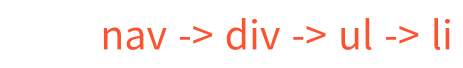 nav -> div -> ul -> li